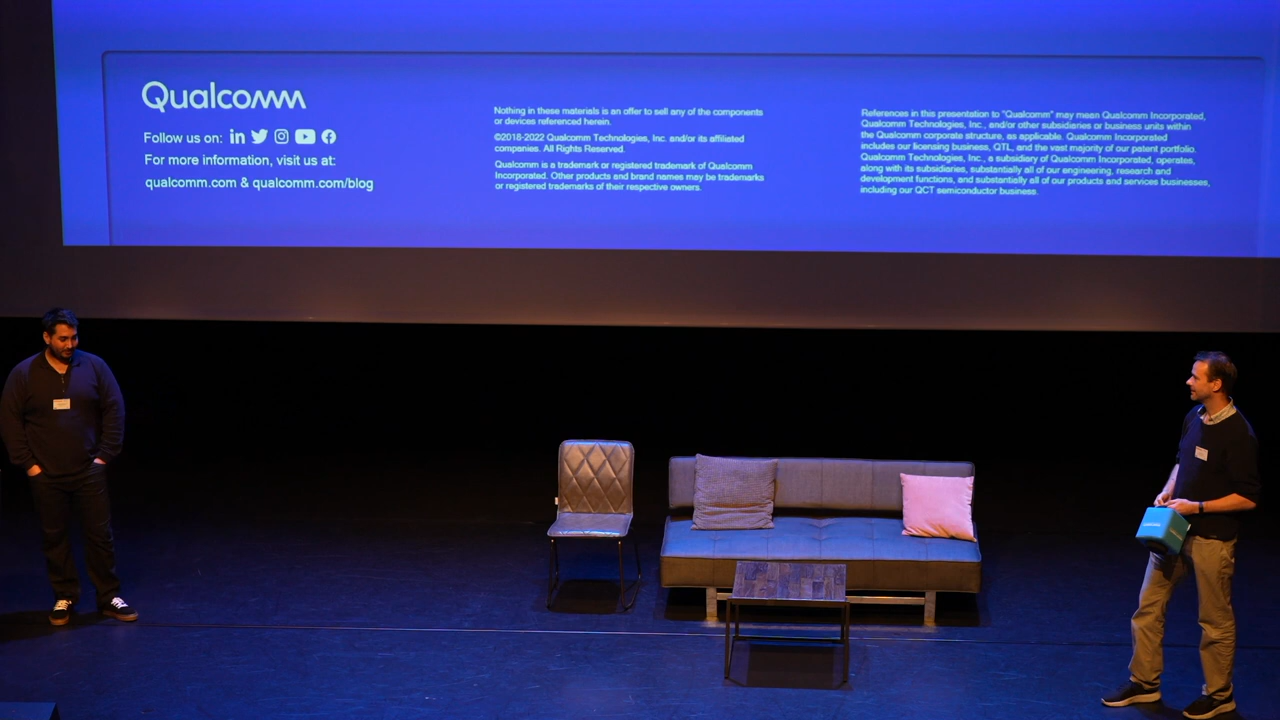 Qualcomm
Follow us on:
For more information, visit us at:
qualcomm.com & qualcomm.com/blog
Nothing in these materials is an offer to sell any of the components
or devices referenced herein.
©2018-2022 Qualcomm Technologies, Inc. and/or its affiliated
companies. All Rights Reserved.
Qualcomm is a trademark or registered trademark of Qualcomm
Incorporated. Other products and brand names may be trademarks
or registered trademarks of their respective owners.
References in this presentation to "Qualcomm" may mean Qualcomm Incorporated,
Qualcomm Technologies, Inc., and/or other subsidiaries or business units within
the Qualcomm corporate structure, as applicable. Qualcomm Incorporated
includes our licensing business, QTL, and the vast majority of our patent portfolio.
Qualcomm Technologies, Inc., a subsidiary of Qualcomm Incorporated, operates,
along with its subsidiaries, substantially all of our engineering, research and
development functions, and substantially all of our products and services businesses,
including our QCT semiconductor business.